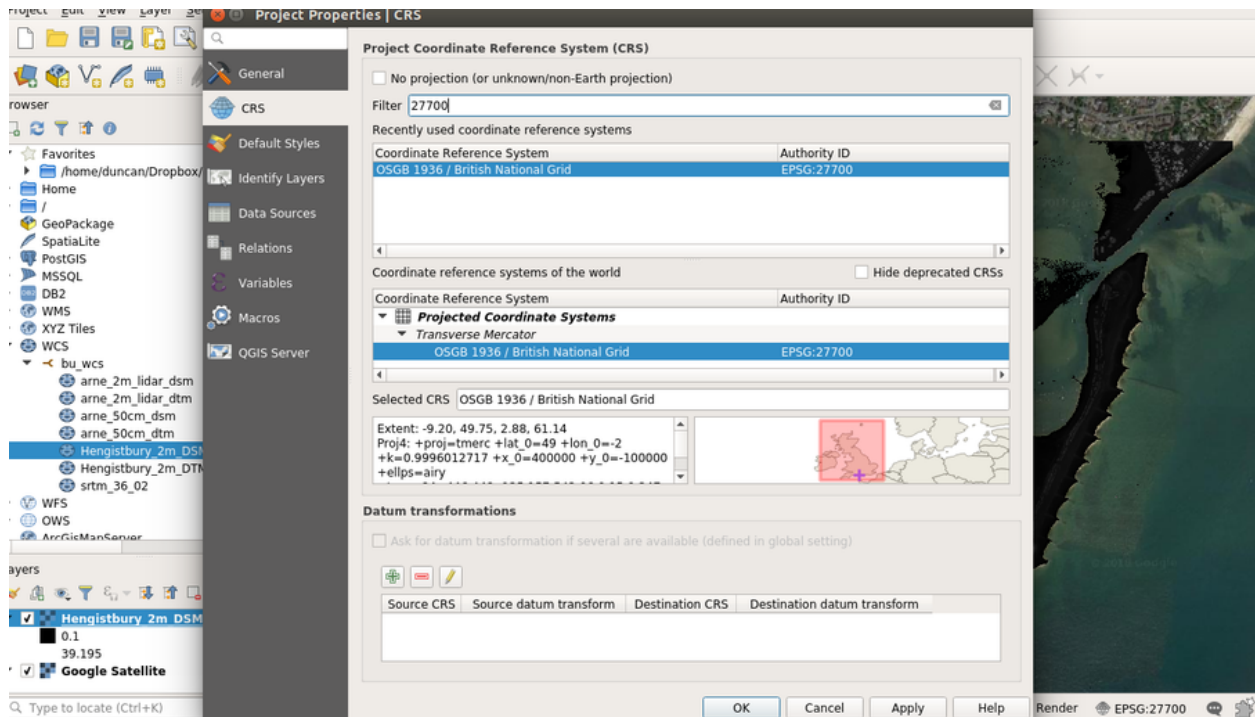 Project Edit View Layer Se
Project Properties | CRS
rowser
Favorites
/home/duncan/Dropbox/
Home
/
GeoPackage
SpatiaLite
PostGIS
MSSQL
DB2
WMS
XYZ Tiles
WCS
bu_wcs
arne_2m_lidar_dsm
arne_2m_lidar_dtm
arne_50cm_dsm
arne_50cm_dtm
Hengistbury_2m_DSM
Hengistbury_2m_DTM
srtm_36_02
WFS
OWS
ArcGisMapServer
ayers
Hengistbury_2m_DSM
0.1
39.195
Google Satellite
Type to locate (Ctrl+K)
General
CRS
Default Styles
Identify Layers
Data Sources
Relations
Variables
Macros
QGIS Server
Project Coordinate Reference System (CRS)
No projection (or unknown/non-Earth projection)
Filter 27700
Recently used coordinate reference systems
Coordinate Reference System Authority ID
OSGB 1936 / British National Grid EPSG:27700
Coordinate reference systems of the world Hide deprecated CRSs
Coordinate Reference System Authority ID
Projected Coordinate Systems
Transverse Mercator
OSGB 1936 / British National Grid EPSG:27700
Selected CRS OSGB 1936 / British National Grid
Extent: -9.20, 49.75, 2.88, 61.14
Proj4: +proj=tmerc +lat_0=49 +lon_0=-2
+k=0.9996012717 +x_0=400000 +y_0=-100000
+ellps=airy
Datum transformations
Ask for datum transformation if several are available (defined in global setting)
Source CRS Source datum transform Destination CRS Destination datum transform
OK Cancel Apply Help
Render EPSG:27700